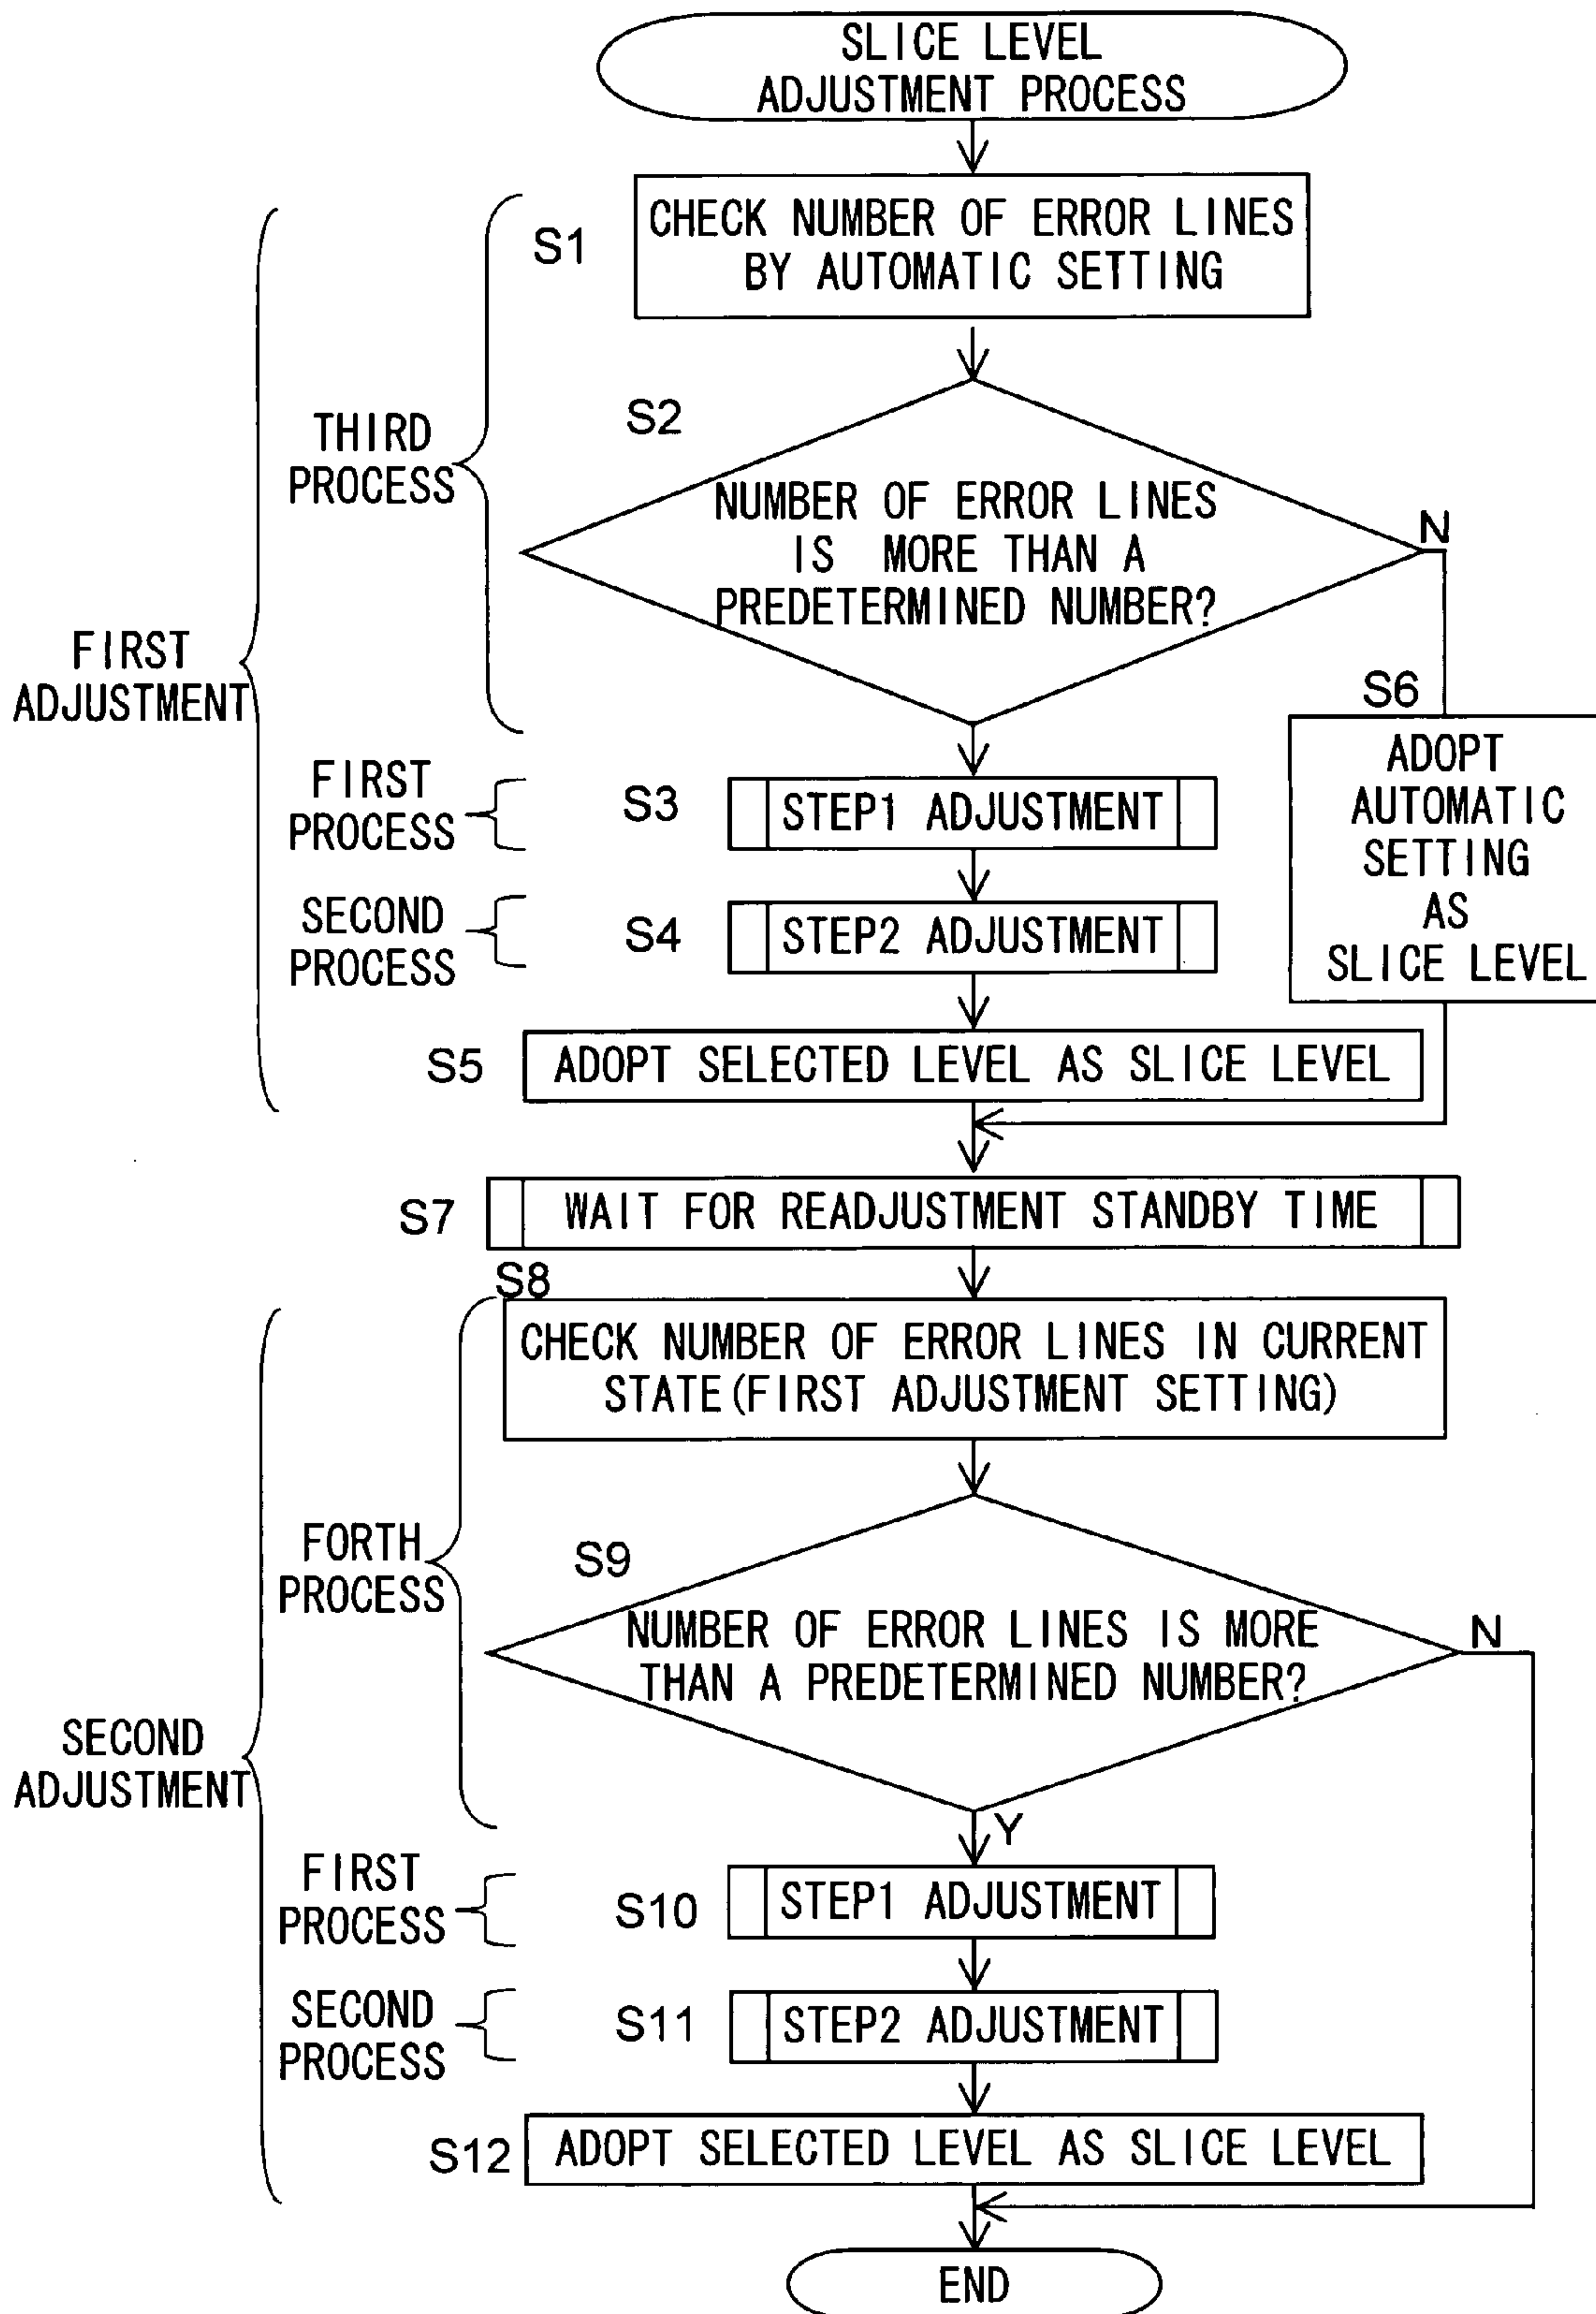 SLICE LEVEL
ADJUSTMENT PROCESS
CHECK NUMBER OF ERROR LINES
BY AUTOMATIC SETTING
S1
S2
THIRD
PROCESS
NUMBER OF ERROR LINES
IS MORE THAN A
PREDETERMINED NUMBER?
N
FIRST
ADJUSTMENT
S6
ADOPT
AUTOMATIC
SETTING
AS
SLICE LEVEL
FIRST
PROCESS
S3
STEP1 ADJUSTMENT
SECOND
PROCESS
S4
STEP2 ADJUSTMENT
S5
ADOPT SELECTED LEVEL AS SLICE LEVEL
S7
WAIT FOR READJUSTMENT STANDBY TIME
S8
CHECK NUMBER OF ERROR LINES IN CURRENT
STATE(FIRST ADJUSTMENT SETTING)
FORTH
PROCESS
S9
NUMBER OF ERROR LINES IS MORE
THAN A PREDETERMINED NUMBER?
N
SECOND
ADJUSTMENT
Y
FIRST
PROCESS
S10
STEP1 ADJUSTMENT
SECOND
PROCESS
S11
STEP2 ADJUSTMENT
S12
ADOPT SELECTED LEVEL AS SLICE LEVEL
END